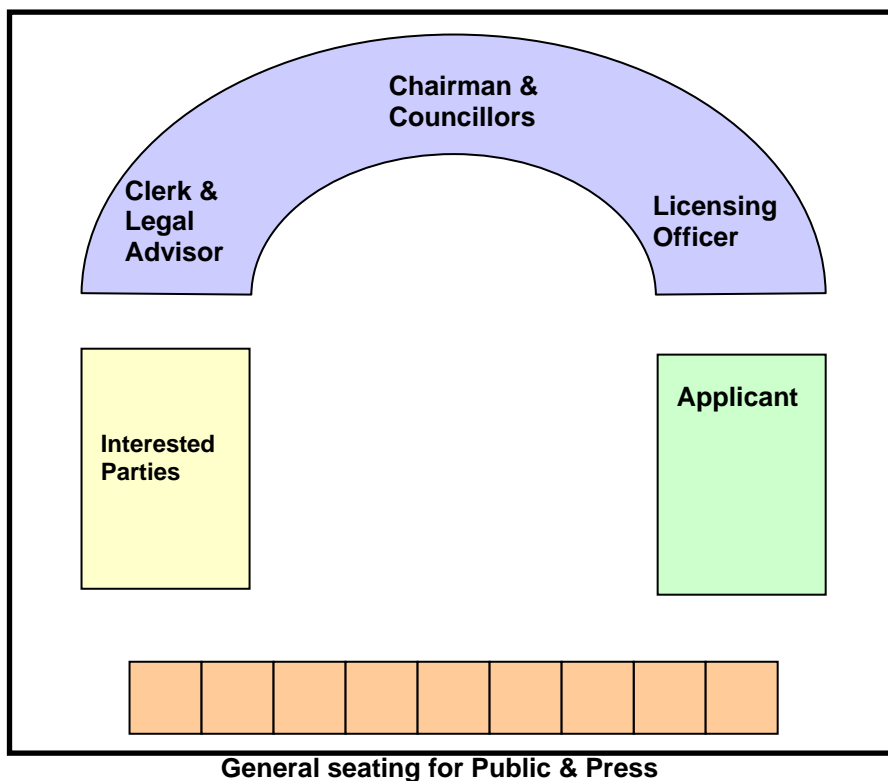 Chairman &
Councillors
Clerk &
Legal
Advisor
Licensing
Officer
Interested
Parties
Applicant
General seating for Public & Press